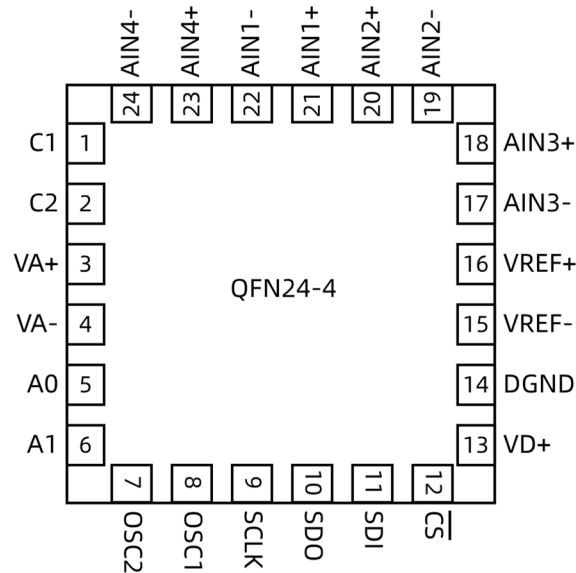 AIN4-
AIN4+
AIN1-
AIN1+
AIN2+
AIN2-
24
23
22
21
20
19
C1 1
18 AIN3+
C2 2
17 AIN3-
VA+ 3
16 VREF+
QFN24-4
VA- 4
15 VREF-
A0 5
14 DGND
A1 6
13 VD+
7
8
9
10
11
12
OSC2
OSC1
SCLK
SDO
SDI
C̅S̅